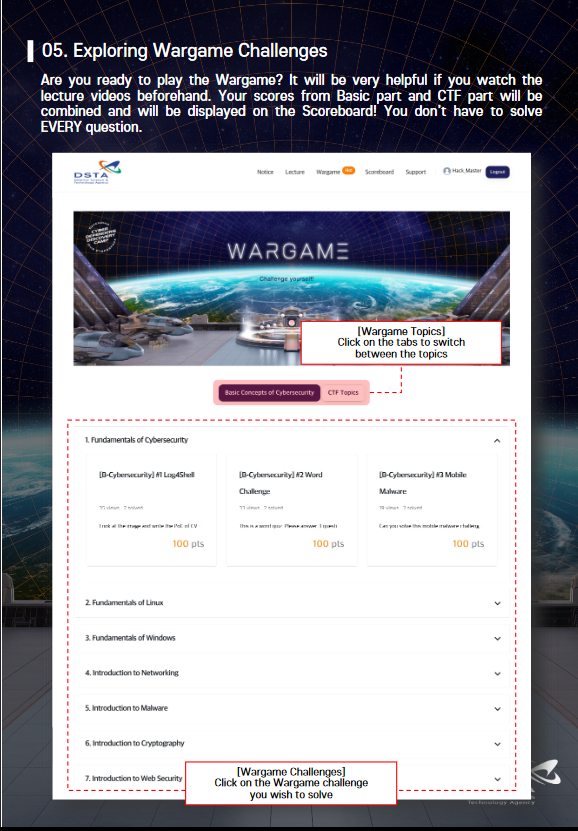 05. Exploring Wargame Challenges
Are you ready to play the Wargame? It will be very helpful if you watch the
lecture videos beforehand. Your scores from Basic part and CTF part will be
combined and will be displayed on the Scoreboard! You don't have to solve
EVERY question.
DSTA
Notice Lecture Wargame Scoreboard Support Hack_Master Logout
CYBER
DEFENDERS
DISCOVERY
CAMP
WARGAME
Challenge yourself!
[Wargame Topics]
Click on the tabs to switch
between the topics
Basic Concepts of Cybersecurity CTF Topics
1. Fundamentals of Cybersecurity
[B-Cybersecurity] #1 Log4Shell
Look at the image and write the PoC of CV
100 pts
[B-Cybersecurity] #2 Word
Challenge
This is a word quiz. Please answer 3 questi
100 pts
[B-Cybersecurity] #3 Mobile
Malware
Can you solve this mobile malware challeng
100 pts
2. Fundamentals of Linux
3. Fundamentals of Windows
4. Introduction to Networking
5. Introduction to Malware
6. Introduction to Cryptography
7. Introduction to Web Security
[Wargame Challenges]
Click on the Wargame challenge
you wish to solve
Technology Agency